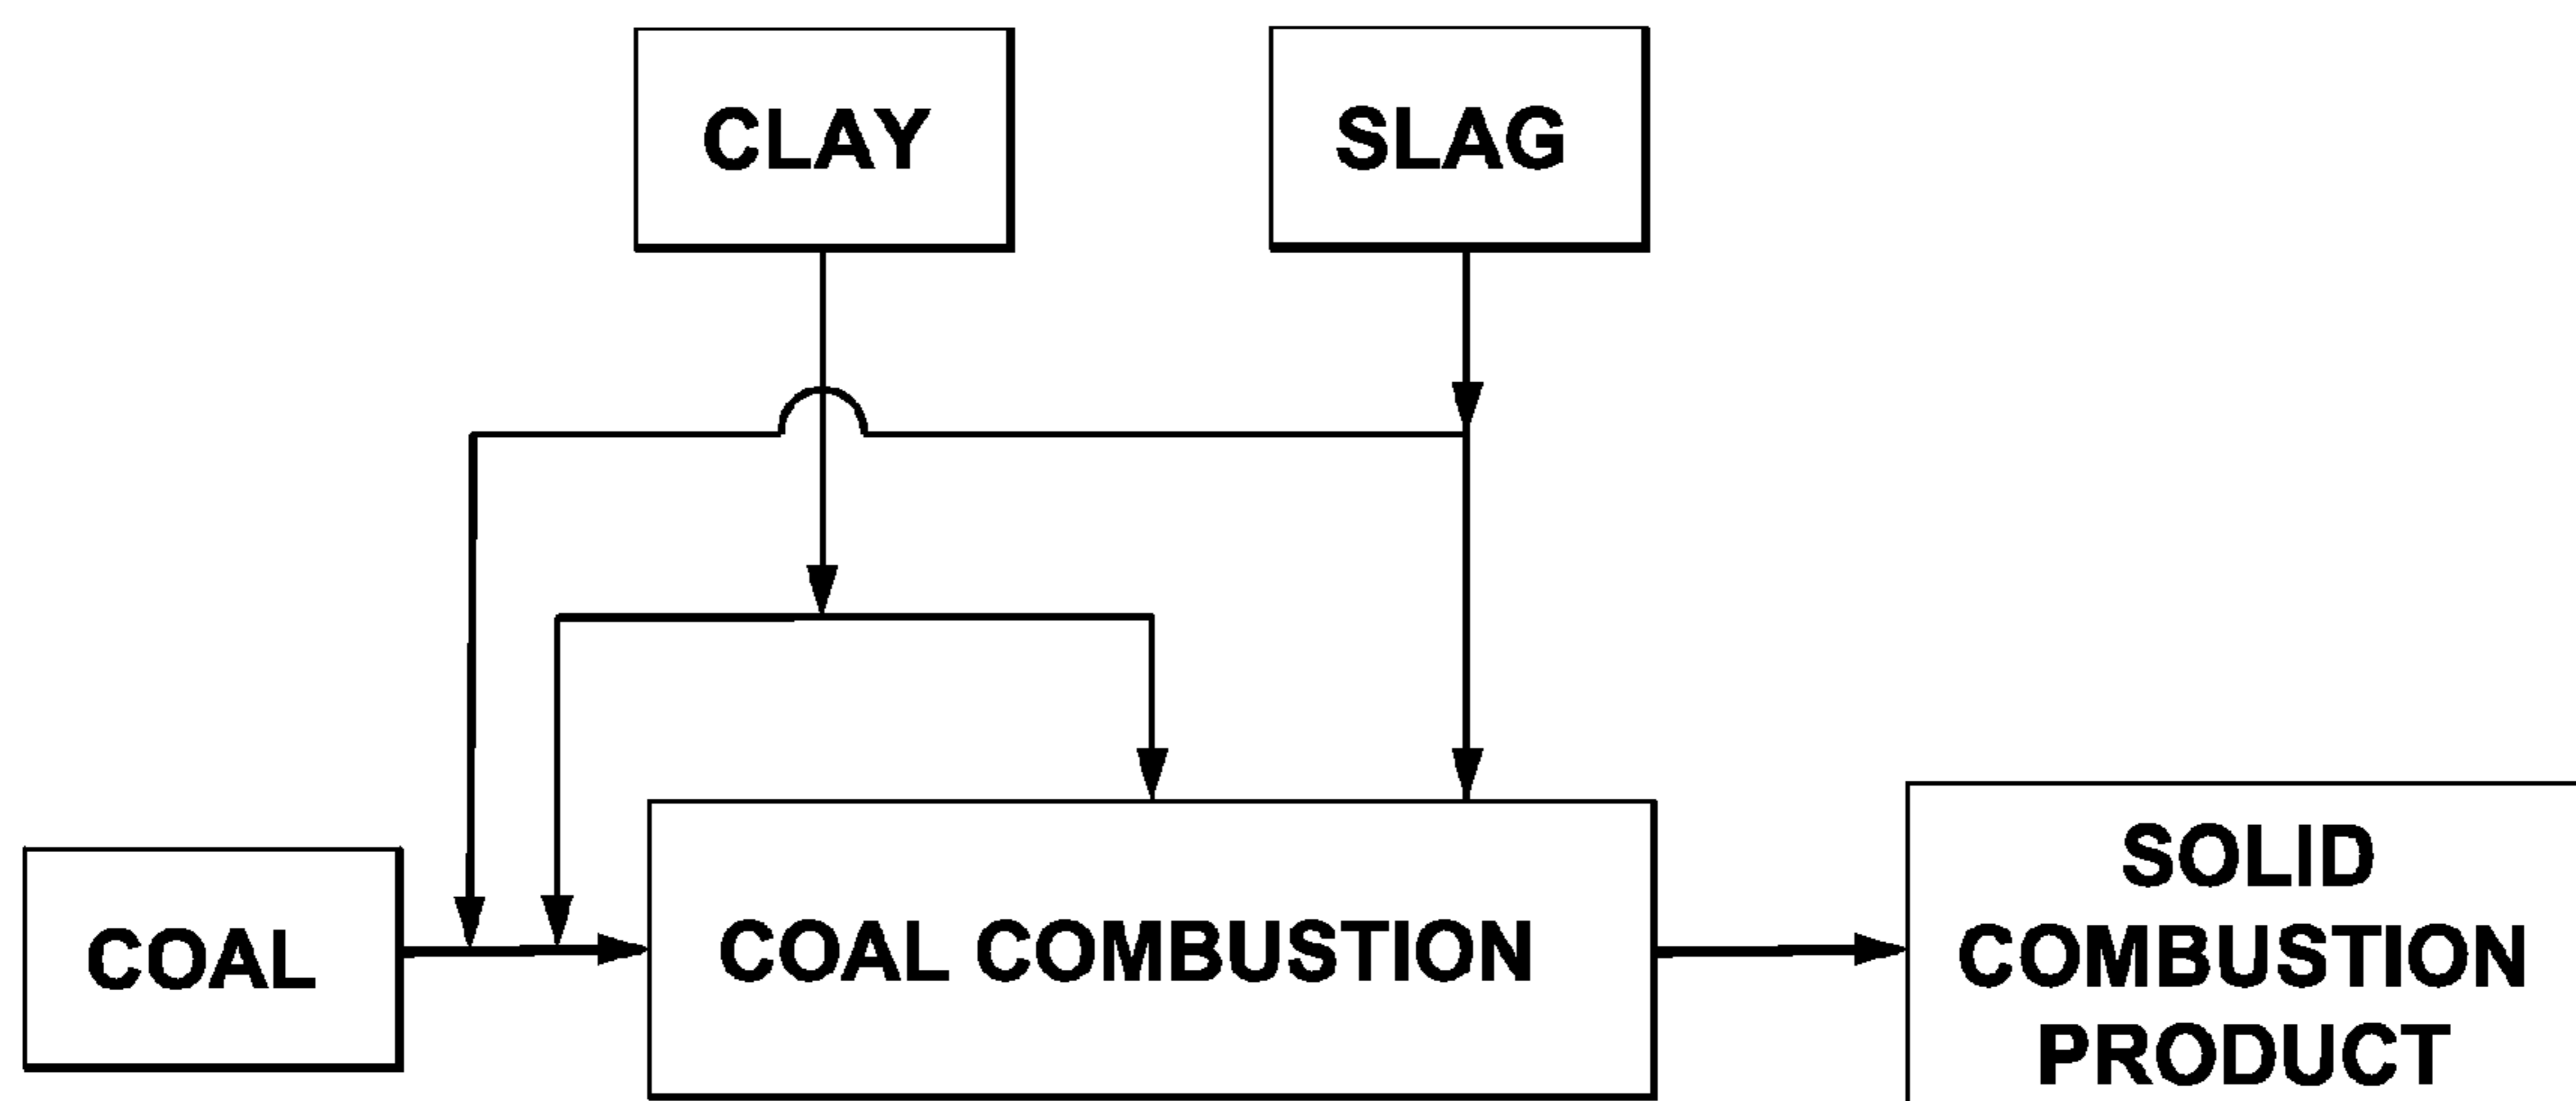 CLAY
SLAG
COAL
COAL COMBUSTION
SOLID
COMBUSTION
PRODUCT